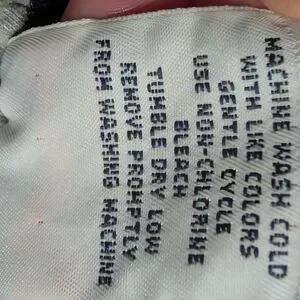 MACHINE WASH COLD
WITH LIKE COLORS
GENTLE CYCLE
USE NON-CHLORINE
BLEACH
TUMBLE DRY LOW
REMOVE PROMPTLY
FROM WASHING MACHINE